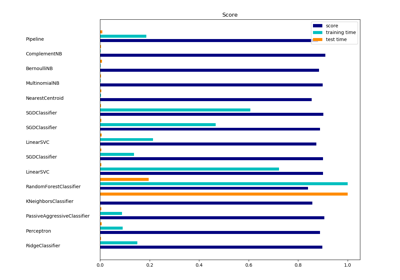 Score
score
training time
test time
Pipeline
ComplementNB
BernoulliNB
MultinomialNB
NearestCentroid
SGDClassifier
SGDClassifier
LinearSVC
SGDClassifier
LinearSVC
RandomForestClassifier
KNeighborsClassifier
PassiveAggressiveClassifier
Perceptron
RidgeClassifier
0.0 0.2 0.4 0.6 0.8 1.0